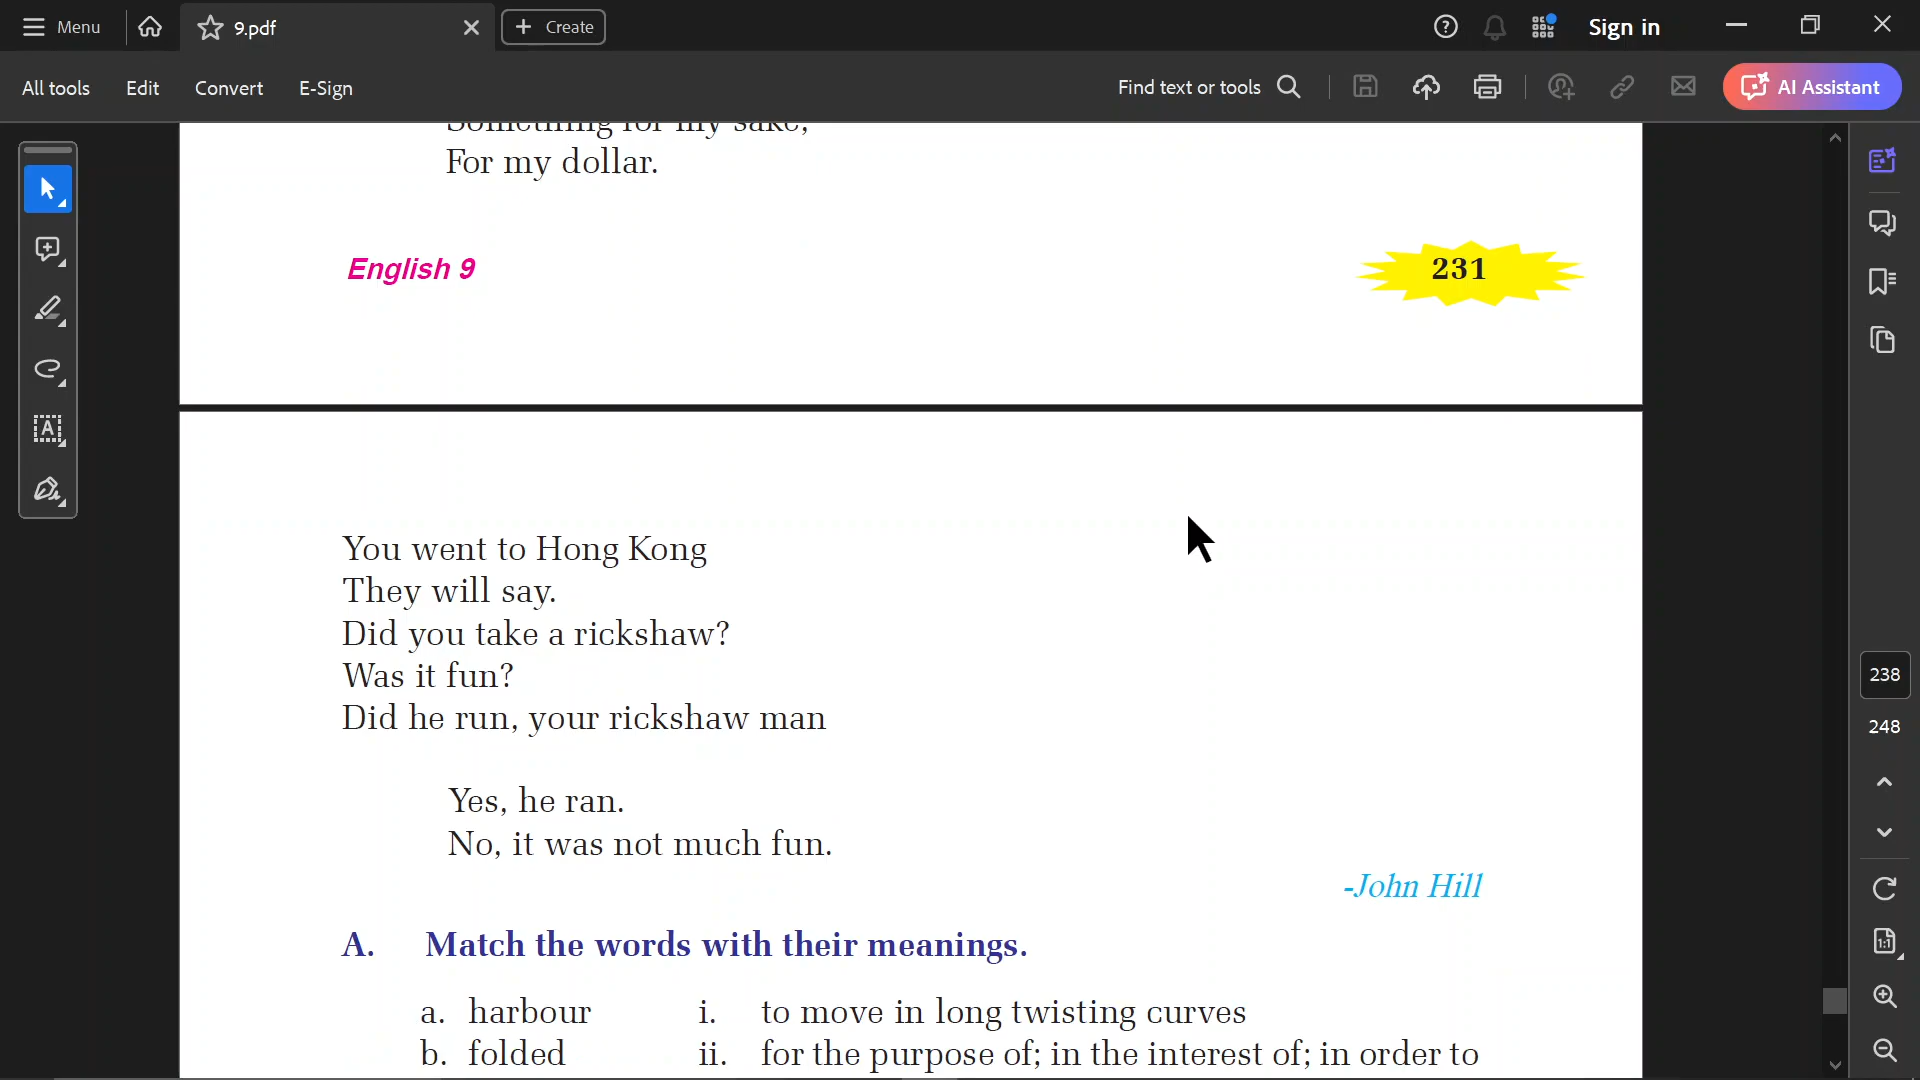 Menu
9.pdf
Create
Sign in
All tools
Edit
Convert
E-Sign
Find text or tools
AI Assistant
Something for my sake,
For my dollar.
English 9
231
You went to Hong Kong
They will say.
Did you take a rickshaw?
Was it fun?
Did he run, your rickshaw man
Yes, he ran.
No, it was not much fun.
-John Hill
A. Match the words with their meanings.
a. harbour i. to move in long twisting curves
b. folded ii. for the purpose of; in the interest of; in order to
238
248